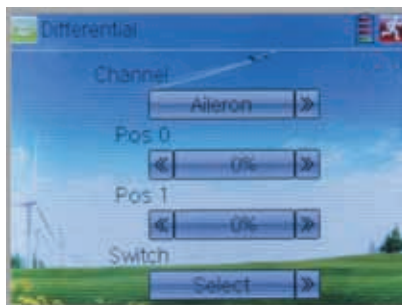 Differential
Channel
Aileron
Pos 0
0%
Pos 1
0%
Switch
Select